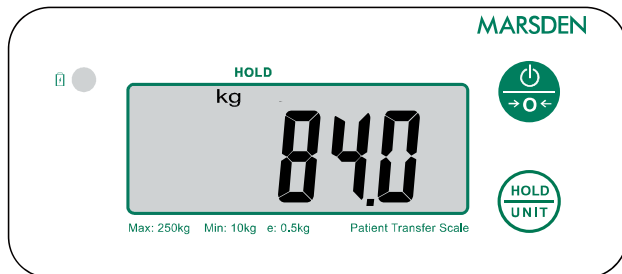 MARSDEN
HOLD
kg
84.0
→0←
HOLD
UNIT
Max: 250kg Min: 10kg e: 0.5kg Patient Transfer Scale